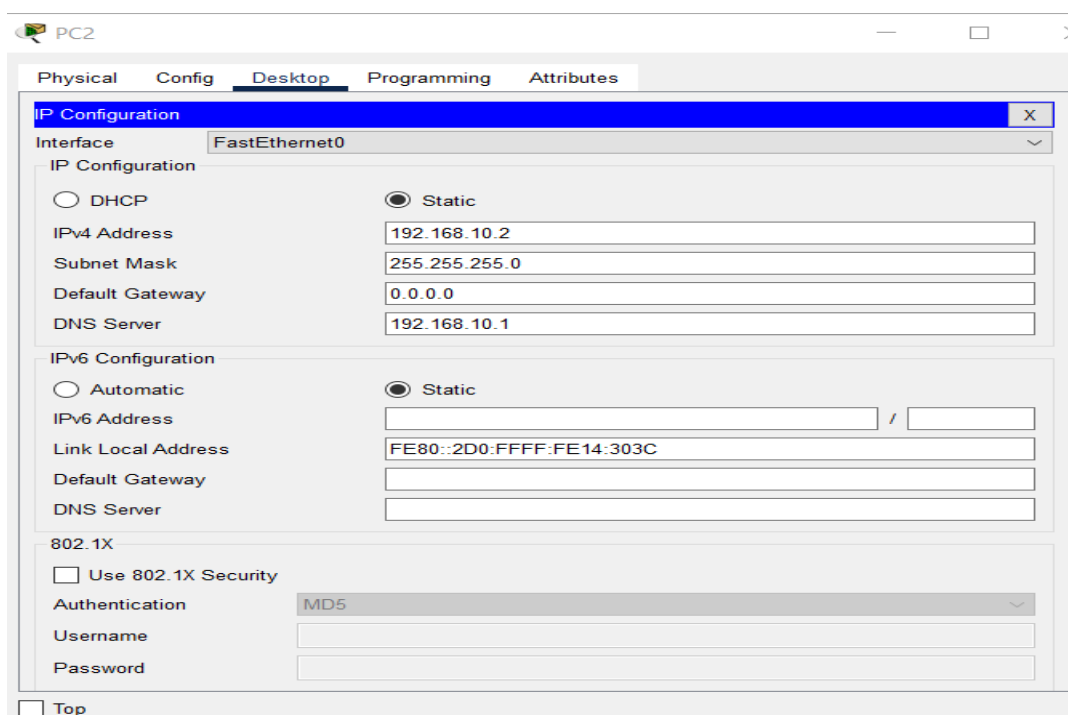 PC2
Physical Config Desktop Programming Attributes
IP Configuration X
Interface FastEthernet0
IP Configuration
DHCP Static
IPv4 Address 192.168.10.2
Subnet Mask 255.255.255.0
Default Gateway 0.0.0.0
DNS Server 192.168.10.1
IPv6 Configuration
Automatic Static
IPv6 Address /
Link Local Address FE80::2D0:FFFF:FE14:303C
Default Gateway
DNS Server
802.1X
Use 802.1X Security
Authentication MD5
Username
Password
Top